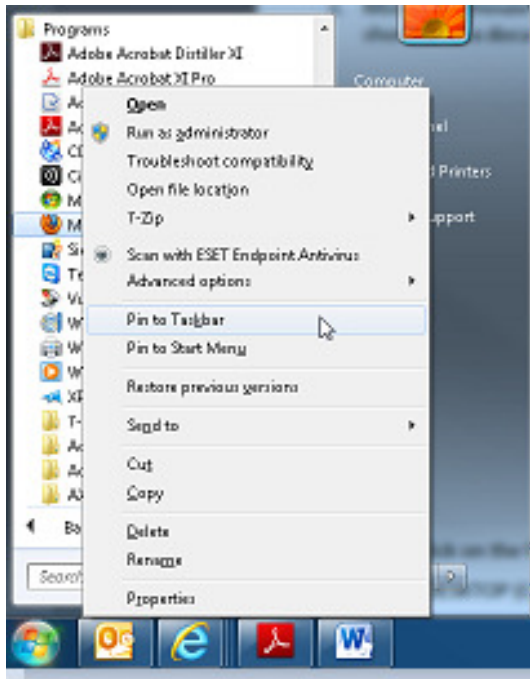 Programs
Adobe Acrobat Distiller XI
Adobe Acrobat XI Pro
Computer
Open
Run as administrator
Troubleshoot compatibility
Open file location
Printers
T-Zip
Scan with ESET Endpoint Antivirus
Advanced options
Pin to Taskbar
Pin to Start Menu
Restore previous versions
Send to
Cut
Copy
Delete
Rename
Properties